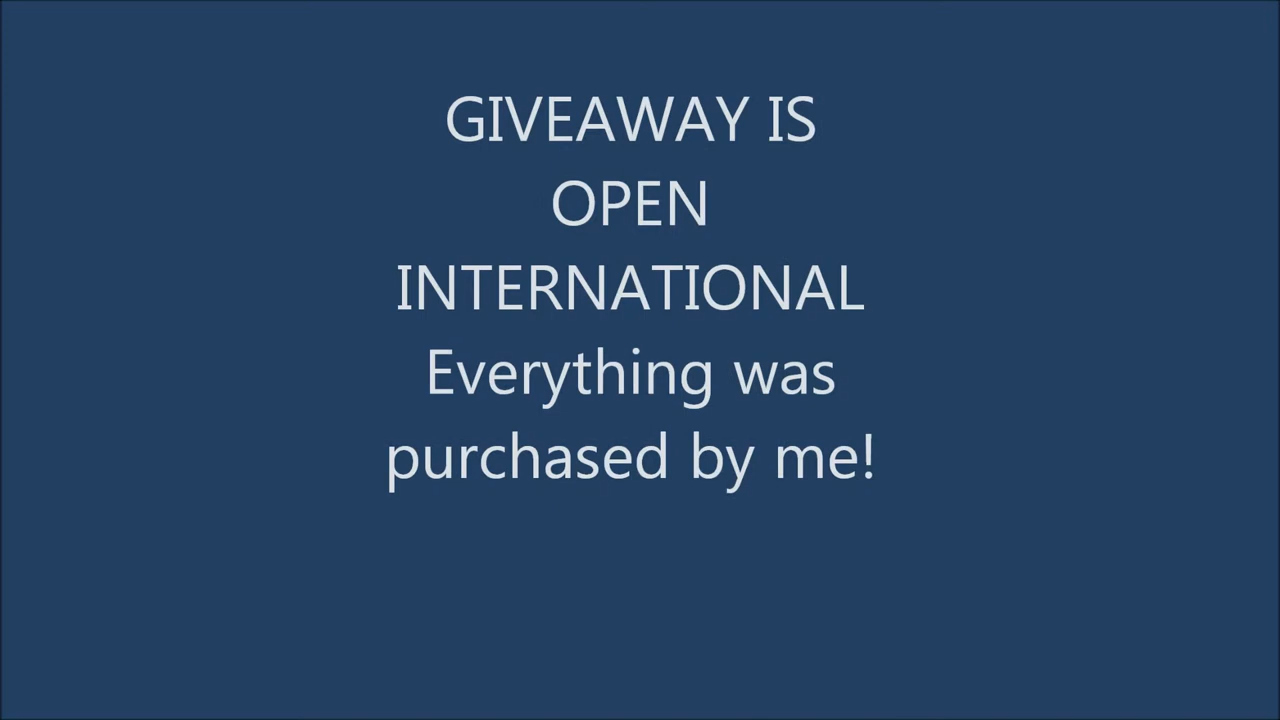 GIVEAWAY IS
OPEN
INTERNATIONAL
Everything was
purchased by me!